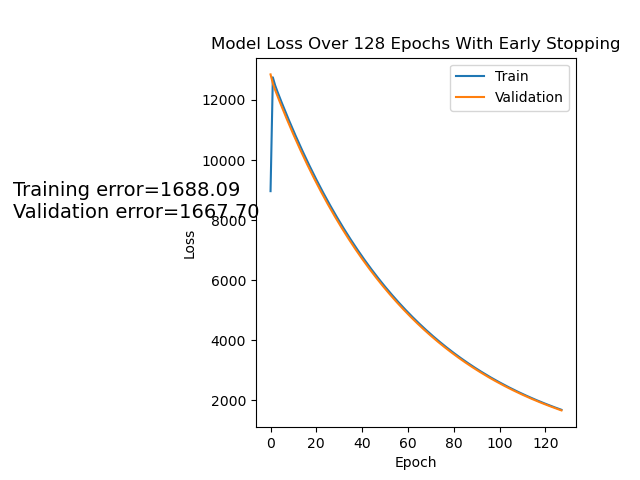 Model Loss Over 128 Epochs With Early Stopping
Train
Validation
Training error=1688.09
Validation error=1667.70
Loss
12000
10000
8000
6000
4000
2000
0 20 40 60 80 100 120
Epoch